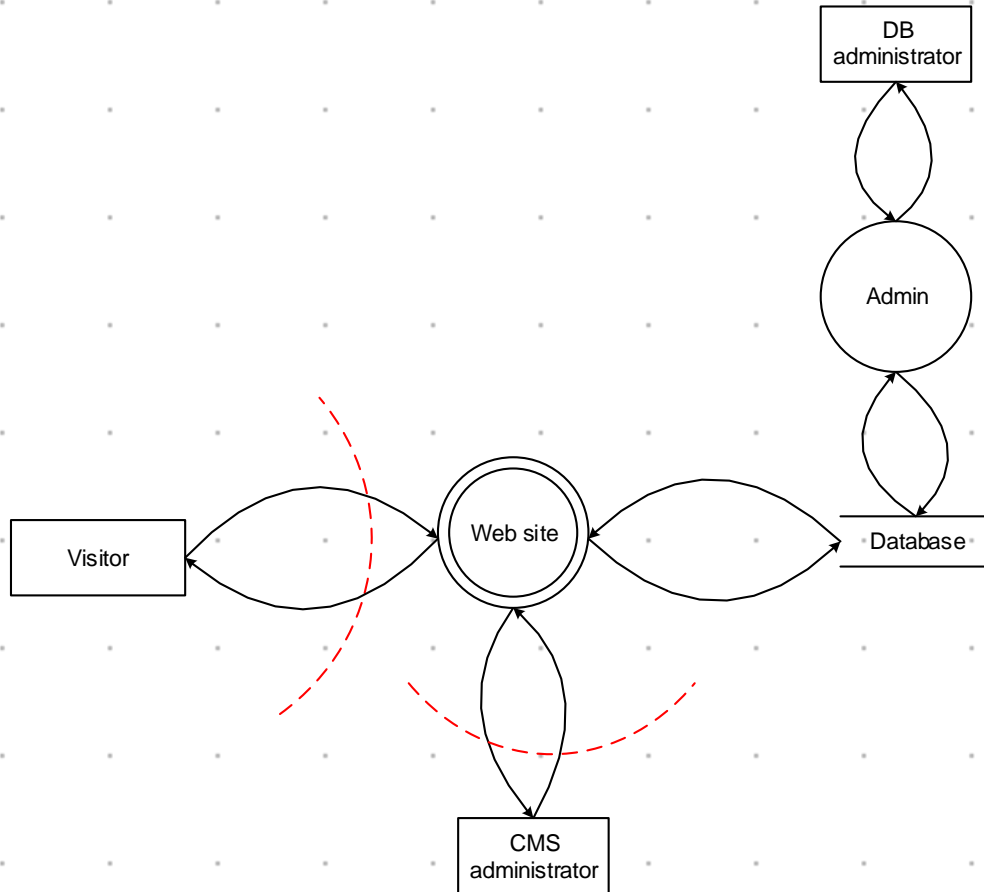 DB
administrator
Admin
Visitor
Web site
Database
CMS
administrator